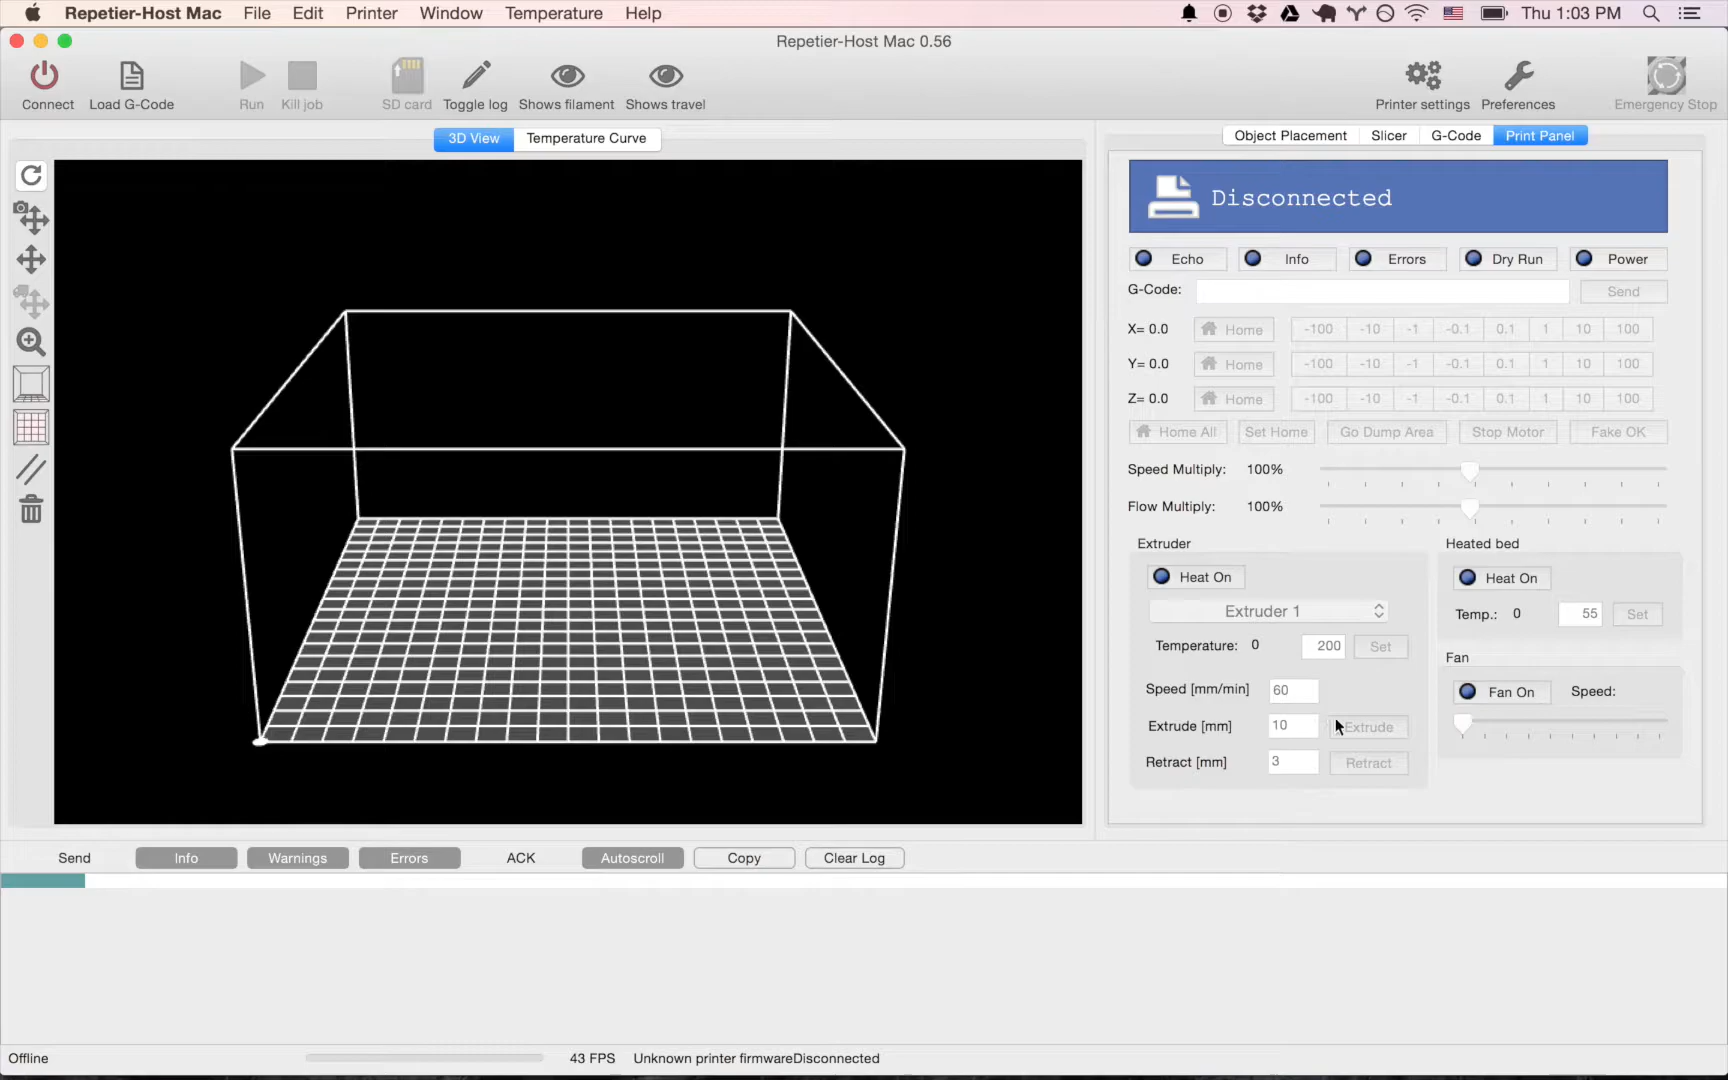 Repetier-Host Mac File Edit Printer Window Temperature Help Thu 1:03 PM
Repetier-Host Mac 0.56
Connect Load G-Code Run Kill job SD card Toggle log Shows filament Shows travel Printer settings Preferences Emergency Stop
3D View Temperature Curve
Object Placement Slicer G-Code Print Panel
Disconnected
Echo Info Errors Dry Run Power
G-Code: Send
X= 0.0 Home -100 -10 -1 -0.1 0.1 1 10 100
Y= 0.0 Home -100 -10 -1 -0.1 0.1 1 10 100
Z= 0.0 Home -100 -10 -1 -0.1 0.1 1 10 100
Home All Set Home Go Dump Area Stop Motor Fake OK
Speed Multiply: 100%
Flow Multiply: 100%
Extruder
Heat On
Extruder 1
Temperature: 0 200 Set
Speed [mm/min] 60
Extrude [mm] 10 Extrude
Retract [mm] 3 Retract
Heated bed
Heat On
Temp.: 0 55 Set
Fan
Fan On Speed:
Send Info Warnings Errors ACK Autoscroll Copy Clear Log
Offline 43 FPS Unknown printer firmwareDisconnected